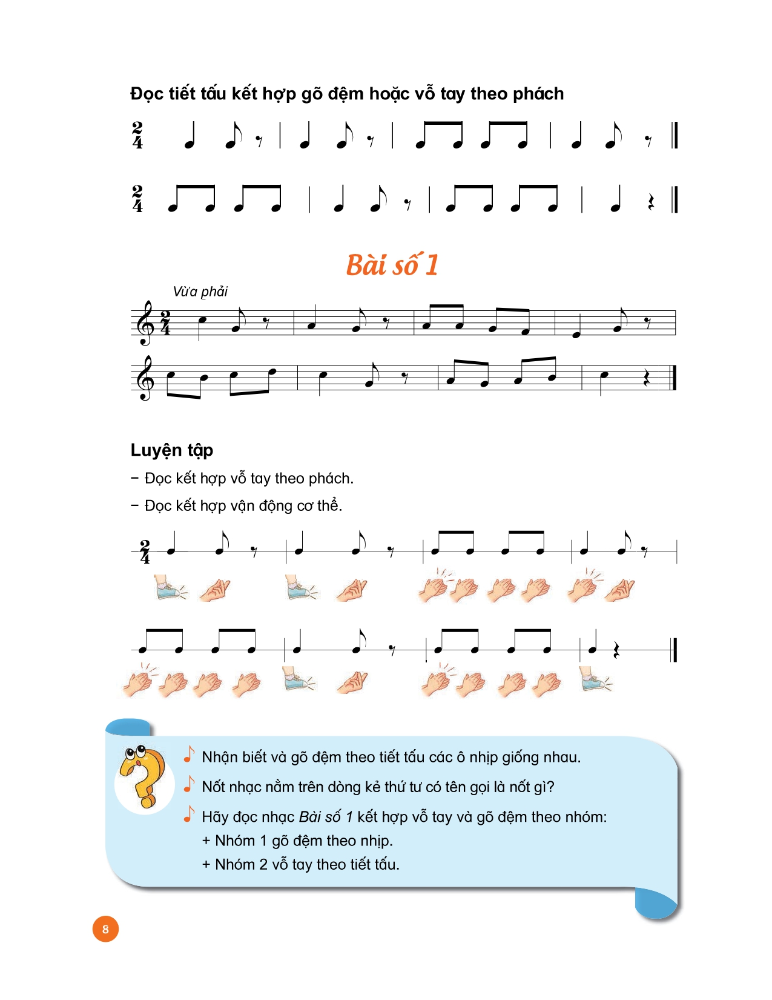 Đọc tiết tấu kết hợp gõ đệm hoặc vỗ tay theo phách
2
4
2
4
Bài số 1
Vừa phải
2
4
Luyện tập
– Đọc kết hợp vỗ tay theo phách.
– Đọc kết hợp vận động cơ thể.
2
4
Nhận biết và gõ đệm theo tiết tấu các ô nhịp giống nhau.
Nốt nhạc nằm trên dòng kẻ thứ tư có tên gọi là nốt gì?
Hãy đọc nhạc Bài số 1 kết hợp vỗ tay và gõ đệm theo nhóm:
+ Nhóm 1 gõ đệm theo nhịp.
+ Nhóm 2 vỗ tay theo tiết tấu.
8